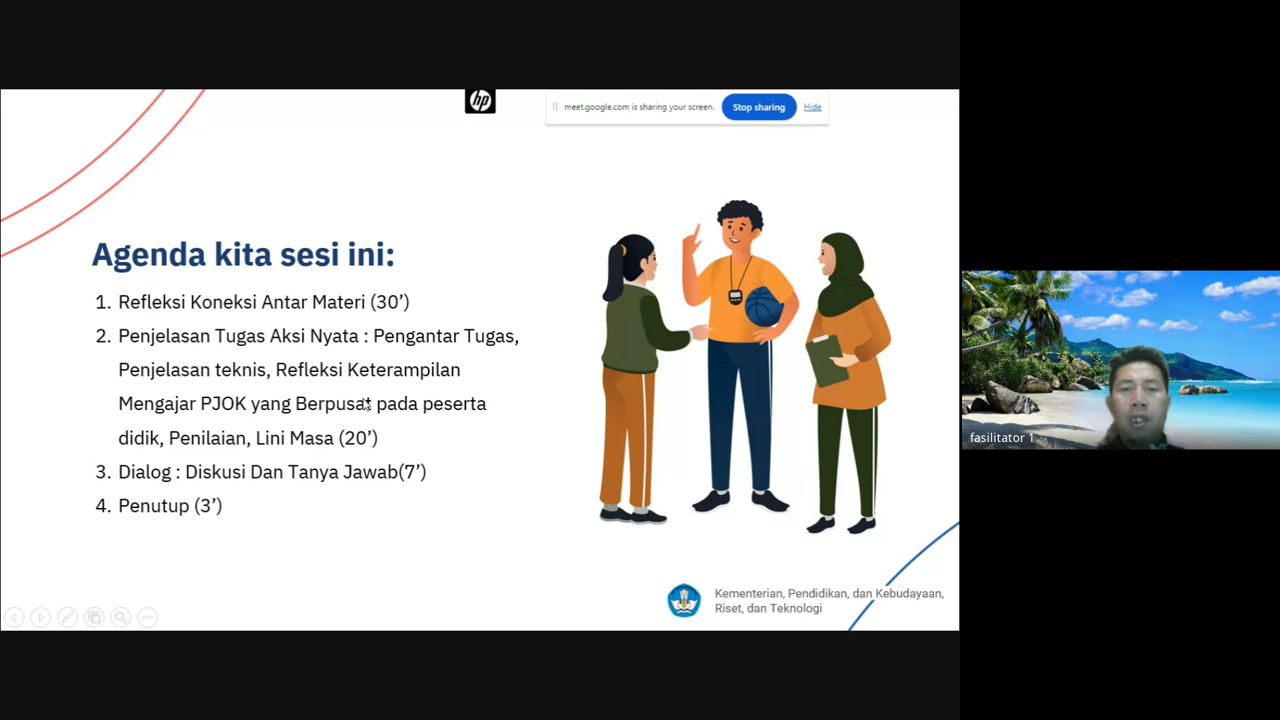 hp
meet.google.com is sharing your screen.
Stop sharing
Hide
Agenda kita sesi ini:
1. Refleksi Koneksi Antar Materi (30’)
2. Penjelasan Tugas Aksi Nyata : Pengantar Tugas,
Penjelasan teknis, Refleksi Keterampilan
Mengajar PJOK yang Berpusat pada peserta
didik, Penilaian, Lini Masa (20’)
3. Dialog : Diskusi Dan Tanya Jawab(7’)
4. Penutup (3’)
Kementerian, Pendidikan, dan Kebudayaan,
Riset, dan Teknologi
fasilitator 1